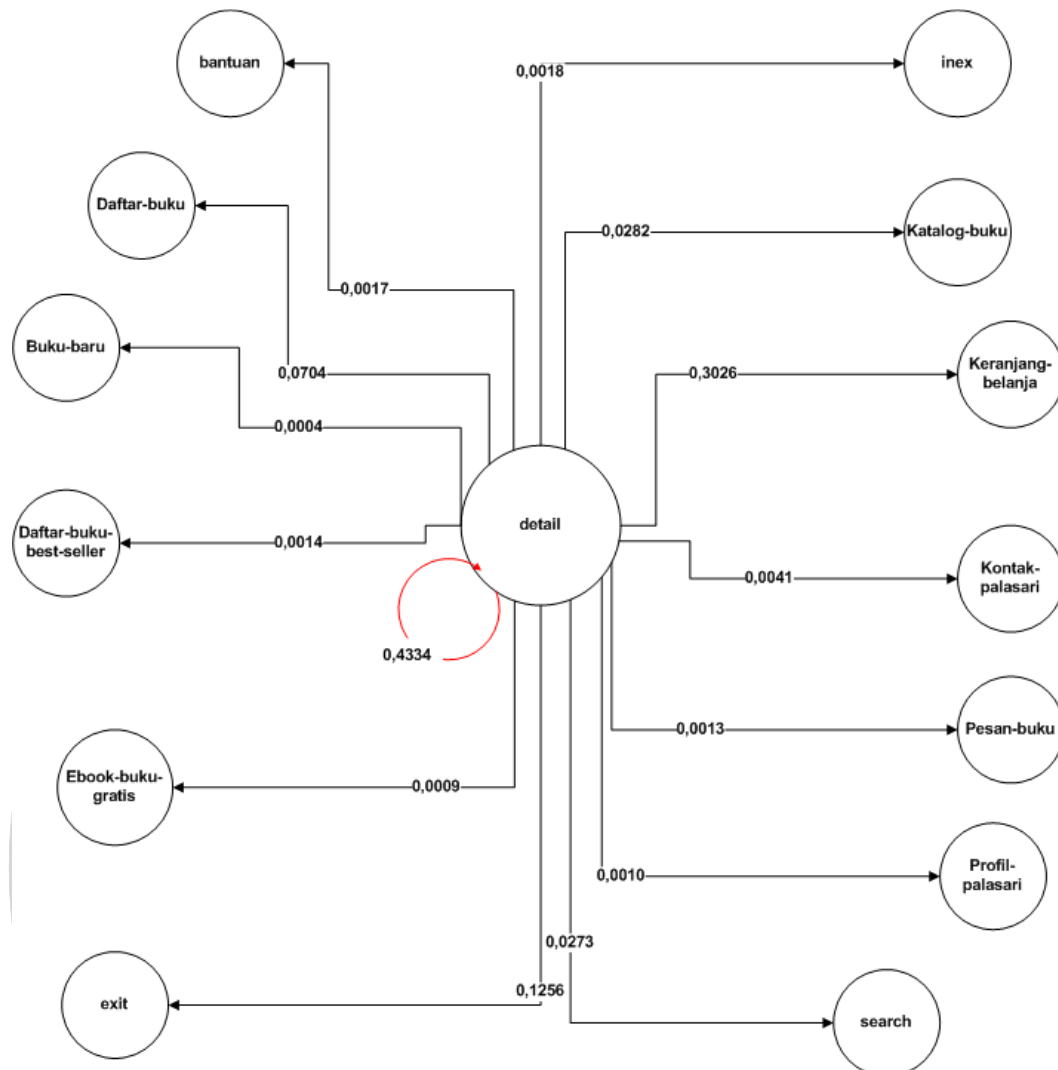 bantuan
0,0018
inex
Daftar-buku
0,0282
Katalog-buku
0,0017
Buku-baru
0,0704
0,3026
Keranjang-
belanja
0,0004
detail
Daftar-buku-
best-seller
0,0014
0,0041
Kontak-
palasari
0,4334
0,0013
Pesan-buku
Ebook-buku-
gratis
0,0009
0,0010
Profil-
palasari
0,0273
0,1256
exit
search